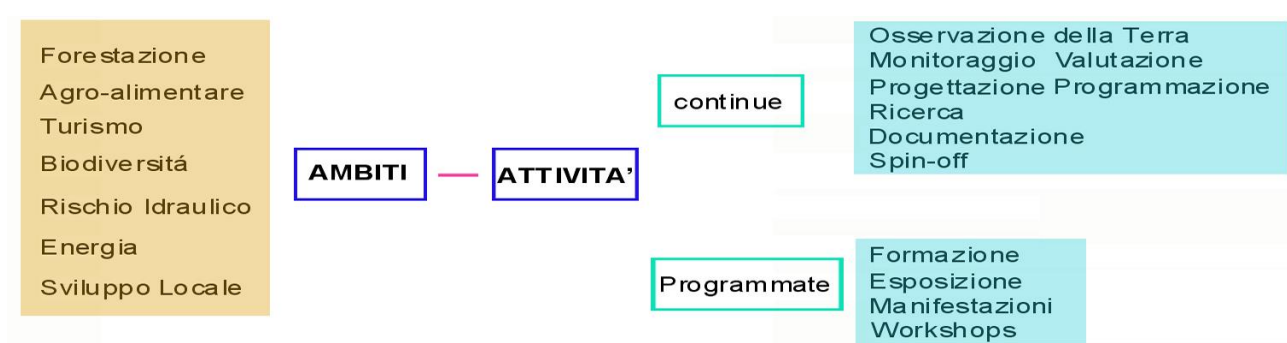 Forestazione
Agro-alimentare
Turismo
Biodiversitá
Rischio Idraulico
Energia
Sviluppo Locale
AMBITI
ATTIVITA’
continue
Osservazione della Terra
Monitoraggio Valutazione
Progettazione Programmazione
Ricerca
Documentazione
Spin-off
Programmate
Formazione
Esposizione
Manifestazioni
Workshops